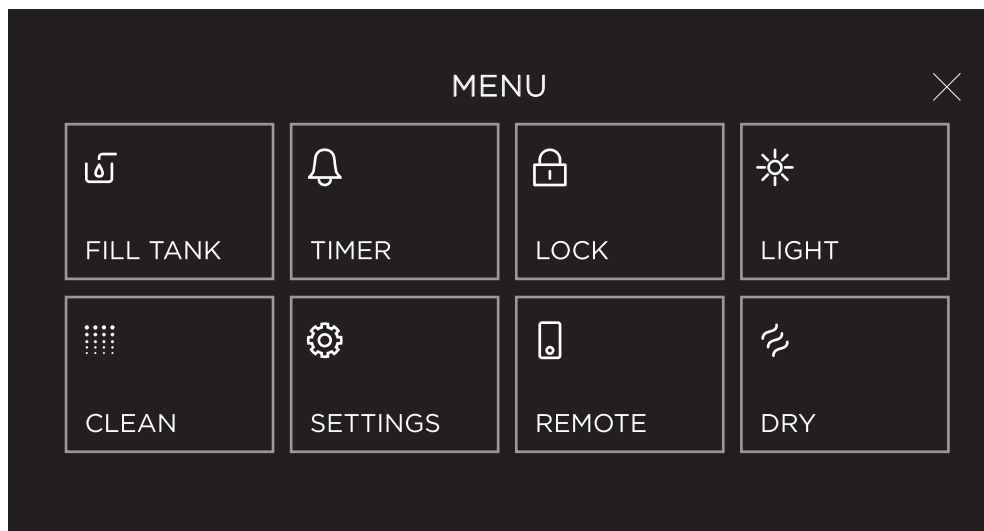 MENU
FILL TANK
TIMER
LOCK
LIGHT
CLEAN
SETTINGS
REMOTE
DRY